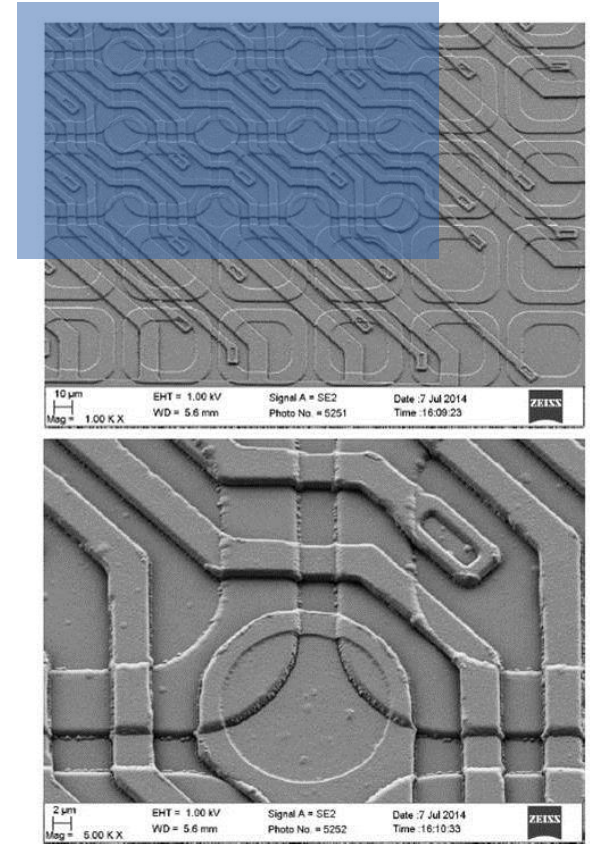 10 µm
EHT = 1.00 kV Signal A = SE2 Date :7 Jul 2014
Mag = 1.00 K X WD = 5.6 mm Photo No. = 5251 Time :16:09:23
ZEISS
2 µm
EHT = 1.00 kV Signal A = SE2 Date :7 Jul 2014
Mag = 5.00 K X WD = 5.6 mm Photo No. = 5252 Time :16:10:33
ZEISS